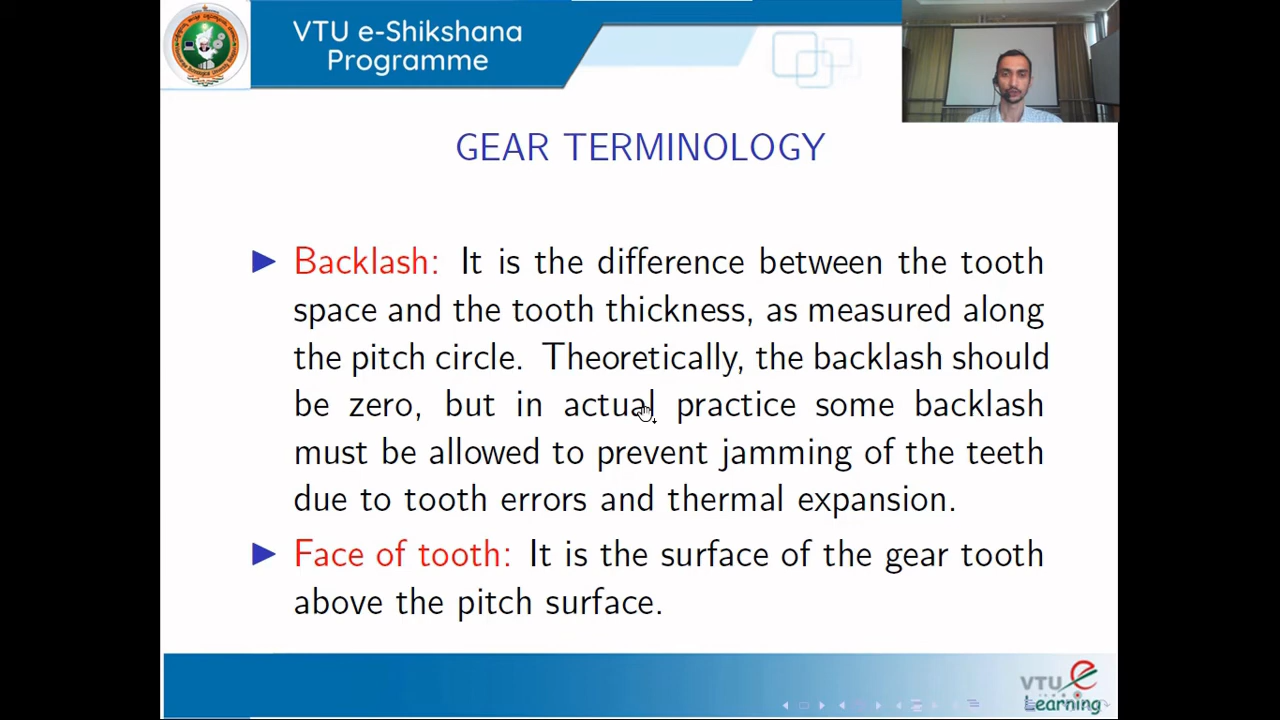 VTU e-Shikshana
Programme
GEAR TERMINOLOGY
Backlash: It is the difference between the tooth
space and the tooth thickness, as measured along
the pitch circle. Theoretically, the backlash should
be zero, but in actual practice some backlash
must be allowed to prevent jamming of the teeth
due to tooth errors and thermal expansion.
Face of tooth: It is the surface of the gear tooth
above the pitch surface.
VTU e
Learning